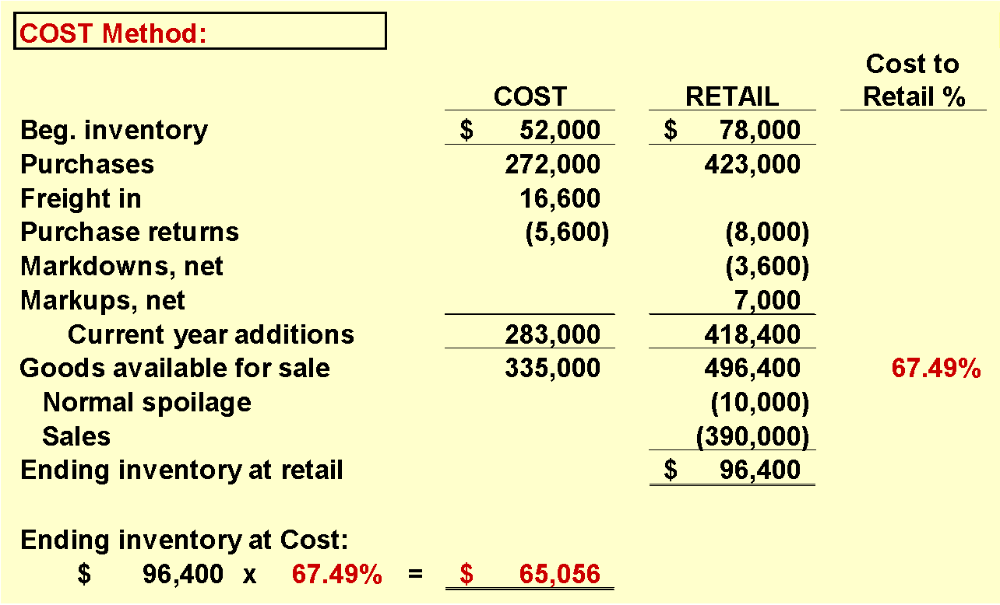 COST Method:
Cost to
COST RETAIL Retail %
Beg. inventory $ 52,000 $ 78,000
Purchases 272,000 423,000
Freight in 16,600
Purchase returns (5,600) (8,000)
Markdowns, net (3,600)
Markups, net 7,000
Current year additions 283,000 418,400
Goods available for sale 335,000 496,400 67.49%
Normal spoilage (10,000)
Sales (390,000)
Ending inventory at retail $ 96,400
Ending inventory at Cost:
$ 96,400 x 67.49% = $ 65,056